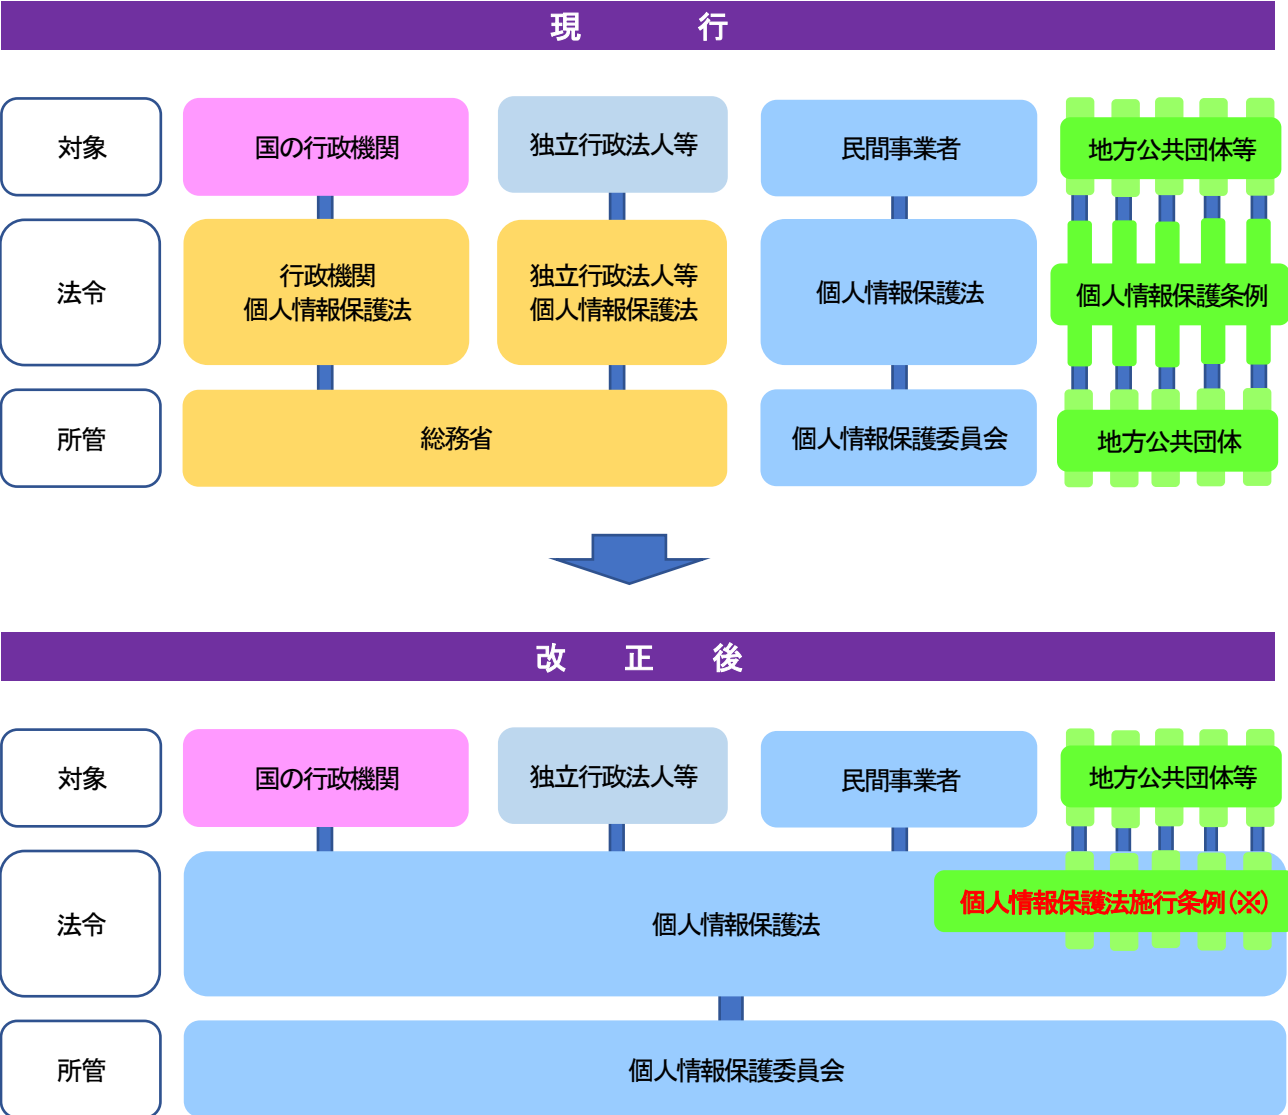 現　行
対象
国の行政機関
独立行政法人等
民間事業者
地方公共団体等
法令
行政機関
個人情報保護法
独立行政法人等
個人情報保護法
個人情報保護法
個人情報保護条例
所管
総務省
個人情報保護委員会
地方公共団体
改　正　後
対象
国の行政機関
独立行政法人等
民間事業者
地方公共団体等
法令
個人情報保護法
個人情報保護法施行条例（※）
所管
個人情報保護委員会